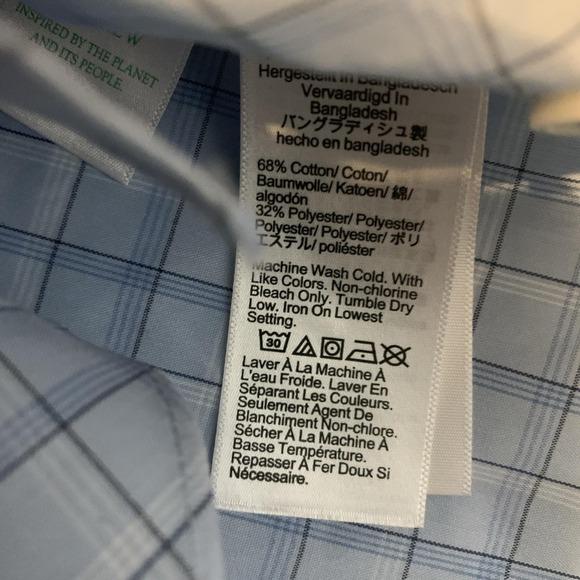 W
INSPIRED BY THE PLANET
AND ITS PEOPLE.
Hergestellt in Bangladesch
Vervaardigd In
Bangladesh
バングラディシュ製
hecho en bangladesh
68% Cotton/ Coton/
Baumwolle/ Katoen/ 綿/
algodón
32% Polyester/ Polyester/
Polyester/ Polyester/ ポリ
エステル/ poliéster
Machine Wash Cold. With
Like Colors. Non-chlorine
Bleach Only. Tumble Dry
Low. Iron On Lowest
Setting.
30
Laver À La Machine À
L'eau Froide. Laver En
Séparant Les Couleurs.
Seulement Agent De
Blanchiment Non-chlore.
Sécher À La Machine À
Basse Température.
Repasser À Fer Doux Si
Nécessaire.